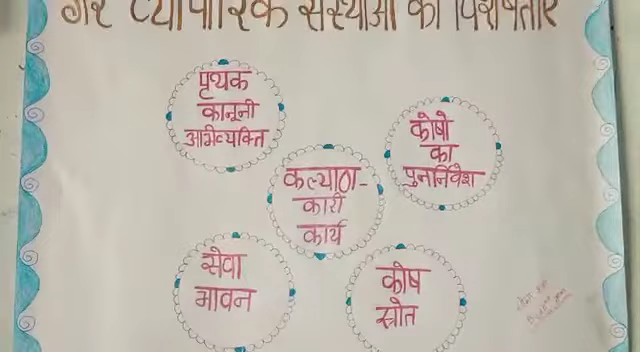 गैर व्यापारिक संस्थाओं की विशेषताएँ
पृथक
कानूनी
अभिव्यक्ति
कोषो
का
पुनर्निवेश
कल्याण-
कारी
कार्य
सेवा
भावन
कोष
स्रोत